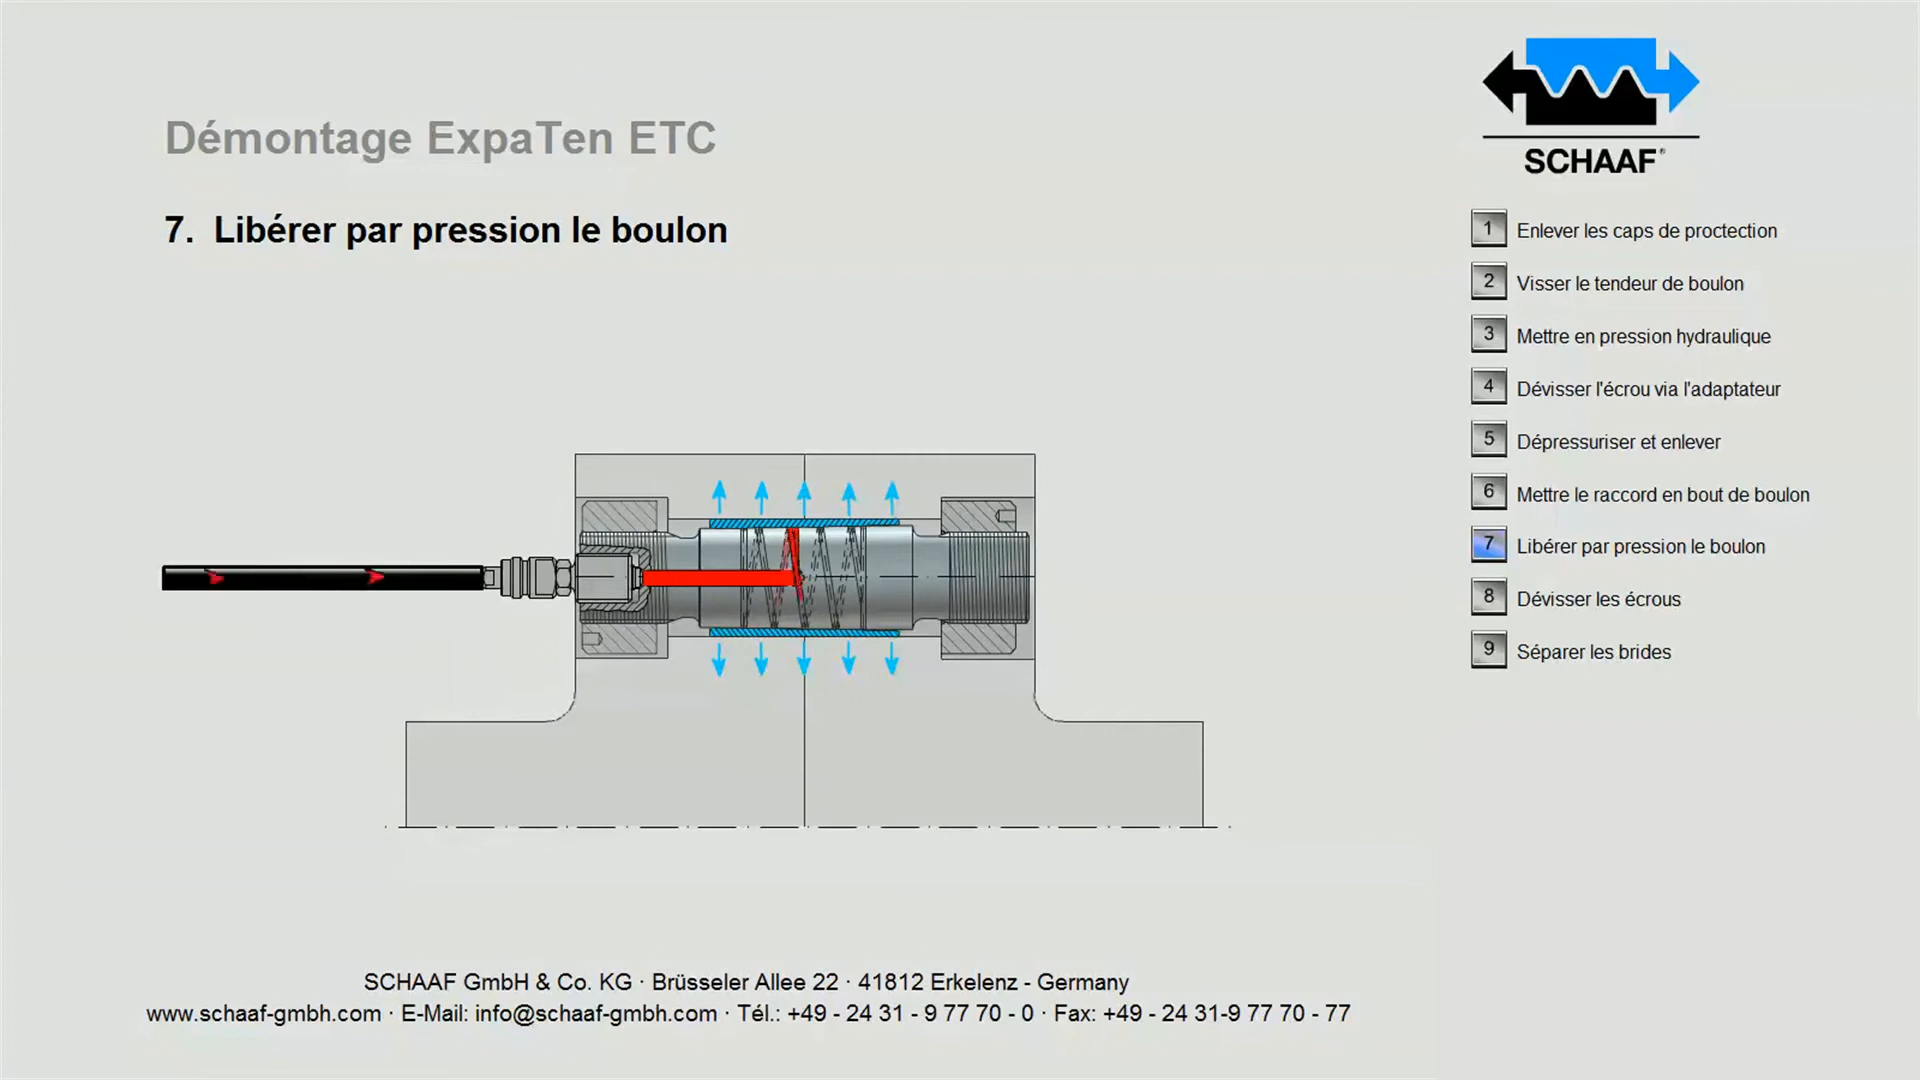 Démontage ExpaTen ETC
7. Libérer par pression le boulon
SCHAAF®
1 Enlever les caps de proctection
2 Visser le tendeur de boulon
3 Mettre en pression hydraulique
4 Dévisser l'écrou via l'adaptateur
5 Dépressuriser et enlever
6 Mettre le raccord en bout de boulon
7 Libérer par pression le boulon
8 Dévisser les écrous
9 Séparer les brides
SCHAAF GmbH & Co. KG · Brüsseler Allee 22 · 41812 Erkelenz - Germany
www.schaaf-gmbh.com · E-Mail: info@schaaf-gmbh.com · Tél.: +49 - 24 31 - 9 77 70 - 0 · Fax: +49 - 24 31-9 77 70 - 77